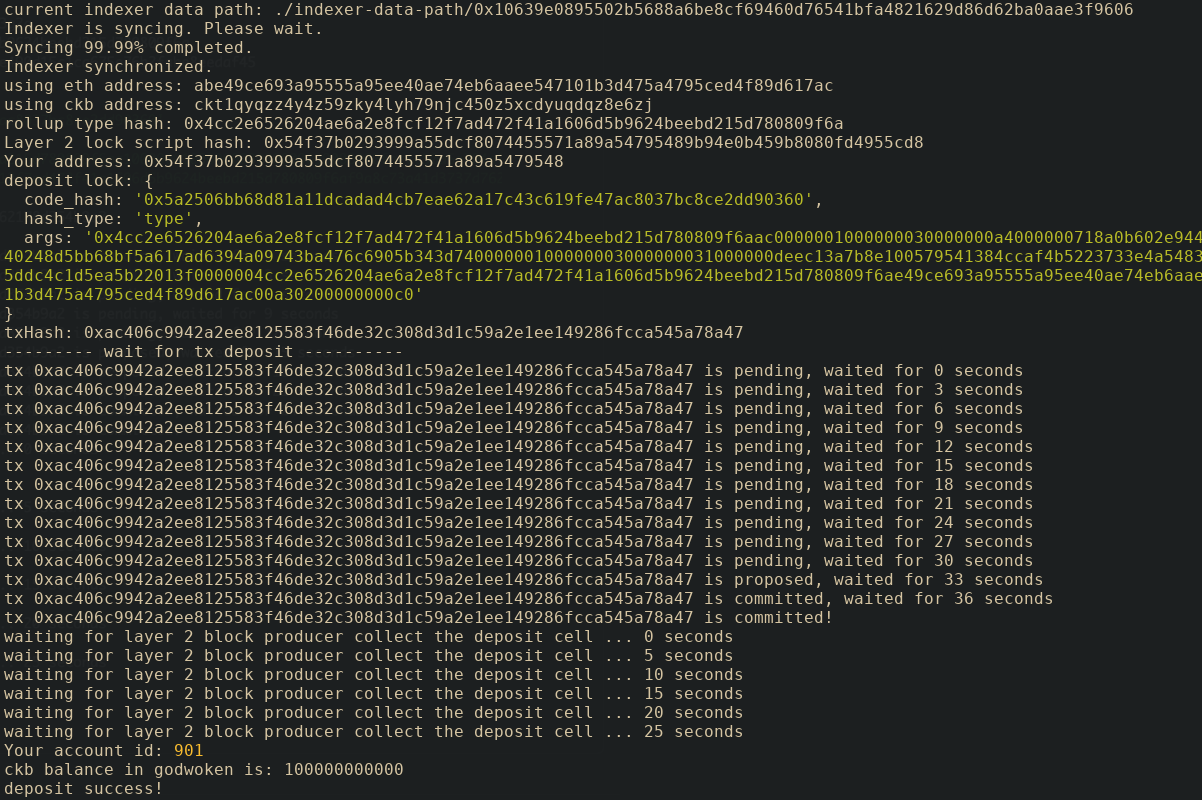 current indexer data path: ./indexer-data-path/0x10639e0895502b5688a6be8cf69460d76541bfa4821629d86d62ba0aae3f9606
Indexer is syncing. Please wait.
Syncing 99.99% completed.
Indexer synchronized.
using eth address: abe49ce693a95555a95ee40ae74eb6aaee547101b3d475a4795ced4f89d617ac
using ckb address: ckt1qyqzz4y4z59zky4lyh79njc450z5xcdyuqdqz8e6zj
rollup type hash: 0x4cc2e6526204ae6a2e8fcf12f7ad472f41a1606d5b9624beebd215d780809f6a
Layer 2 lock script hash: 0x54f37b0293999a55dcf8074455571a89a54795489b94e0b459b8080fd4955cd8
Your address: 0x54f37b0293999a55dcf8074455571a89a5479548
deposit lock: {
  code_hash: '0x5a2506bb68d81a11dcadad4cb7eae62a17c43c619fe47ac8037bc8ce2dd90360',
  hash_type: 'type',
  args: '0x4cc2e6526204ae6a2e8fcf12f7ad472f41a1606d5b9624beebd215d780809f6aac0000001000000030000000a4000000718a0b602e944
40248d5bb68bf5a617ad6394a09743ba476c6905b343d74000000010000000300000003100000​0deec13a7b8e100579541384ccaf4b5223733e4a5483
5ddc4c1d5ea5b22013f0000004cc2e6526204ae6a2e8fcf12f7ad472f41a1606d5b9624beebd215d780809f6ae49ce693a95555a95ee40ae74eb6aae
1b3d475a4795ced4f89d617ac00a30200000000c0'
}
txHash: 0xac406c9942a2ee8125583f46de32c308d3d1c59a2e1ee149286fcca545a78a47
--------- wait for tx deposit ----------
tx 0xac406c9942a2ee8125583f46de32c308d3d1c59a2e1ee149286fcca545a78a47 is pending, waited for 0 seconds
tx 0xac406c9942a2ee8125583f46de32c308d3d1c59a2e1ee149286fcca545a78a47 is pending, waited for 3 seconds
tx 0xac406c9942a2ee8125583f46de32c308d3d1c59a2e1ee149286fcca545a78a47 is pending, waited for 6 seconds
tx 0xac406c9942a2ee8125583f46de32c308d3d1c59a2e1ee149286fcca545a78a47 is pending, waited for 9 seconds
tx 0xac406c9942a2ee8125583f46de32c308d3d1c59a2e1ee149286fcca545a78a47 is pending, waited for 12 seconds
tx 0xac406c9942a2ee8125583f46de32c308d3d1c59a2e1ee149286fcca545a78a47 is pending, waited for 15 seconds
tx 0xac406c9942a2ee8125583f46de32c308d3d1c59a2e1ee149286fcca545a78a47 is pending, waited for 18 seconds
tx 0xac406c9942a2ee8125583f46de32c308d3d1c59a2e1ee149286fcca545a78a47 is pending, waited for 21 seconds
tx 0xac406c9942a2ee8125583f46de32c308d3d1c59a2e1ee149286fcca545a78a47 is pending, waited for 24 seconds
tx 0xac406c9942a2ee8125583f46de32c308d3d1c59a2e1ee149286fcca545a78a47 is pending, waited for 27 seconds
tx 0xac406c9942a2ee8125583f46de32c308d3d1c59a2e1ee149286fcca545a78a47 is pending, waited for 30 seconds
tx 0xac406c9942a2ee8125583f46de32c308d3d1c59a2e1ee149286fcca545a78a47 is proposed, waited for 33 seconds
tx 0xac406c9942a2ee8125583f46de32c308d3d1c59a2e1ee149286fcca545a78a47 is committed, waited for 36 seconds
tx 0xac406c9942a2ee8125583f46de32c308d3d1c59a2e1ee149286fcca545a78a47 is committed!
waiting for layer 2 block producer collect the deposit cell ... 0 seconds
waiting for layer 2 block producer collect the deposit cell ... 5 seconds
waiting for layer 2 block producer collect the deposit cell ... 10 seconds
waiting for layer 2 block producer collect the deposit cell ... 15 seconds
waiting for layer 2 block producer collect the deposit cell ... 20 seconds
waiting for layer 2 block producer collect the deposit cell ... 25 seconds
Your account id: 901
ckb balance in godwoken is: 100000000000
deposit success!